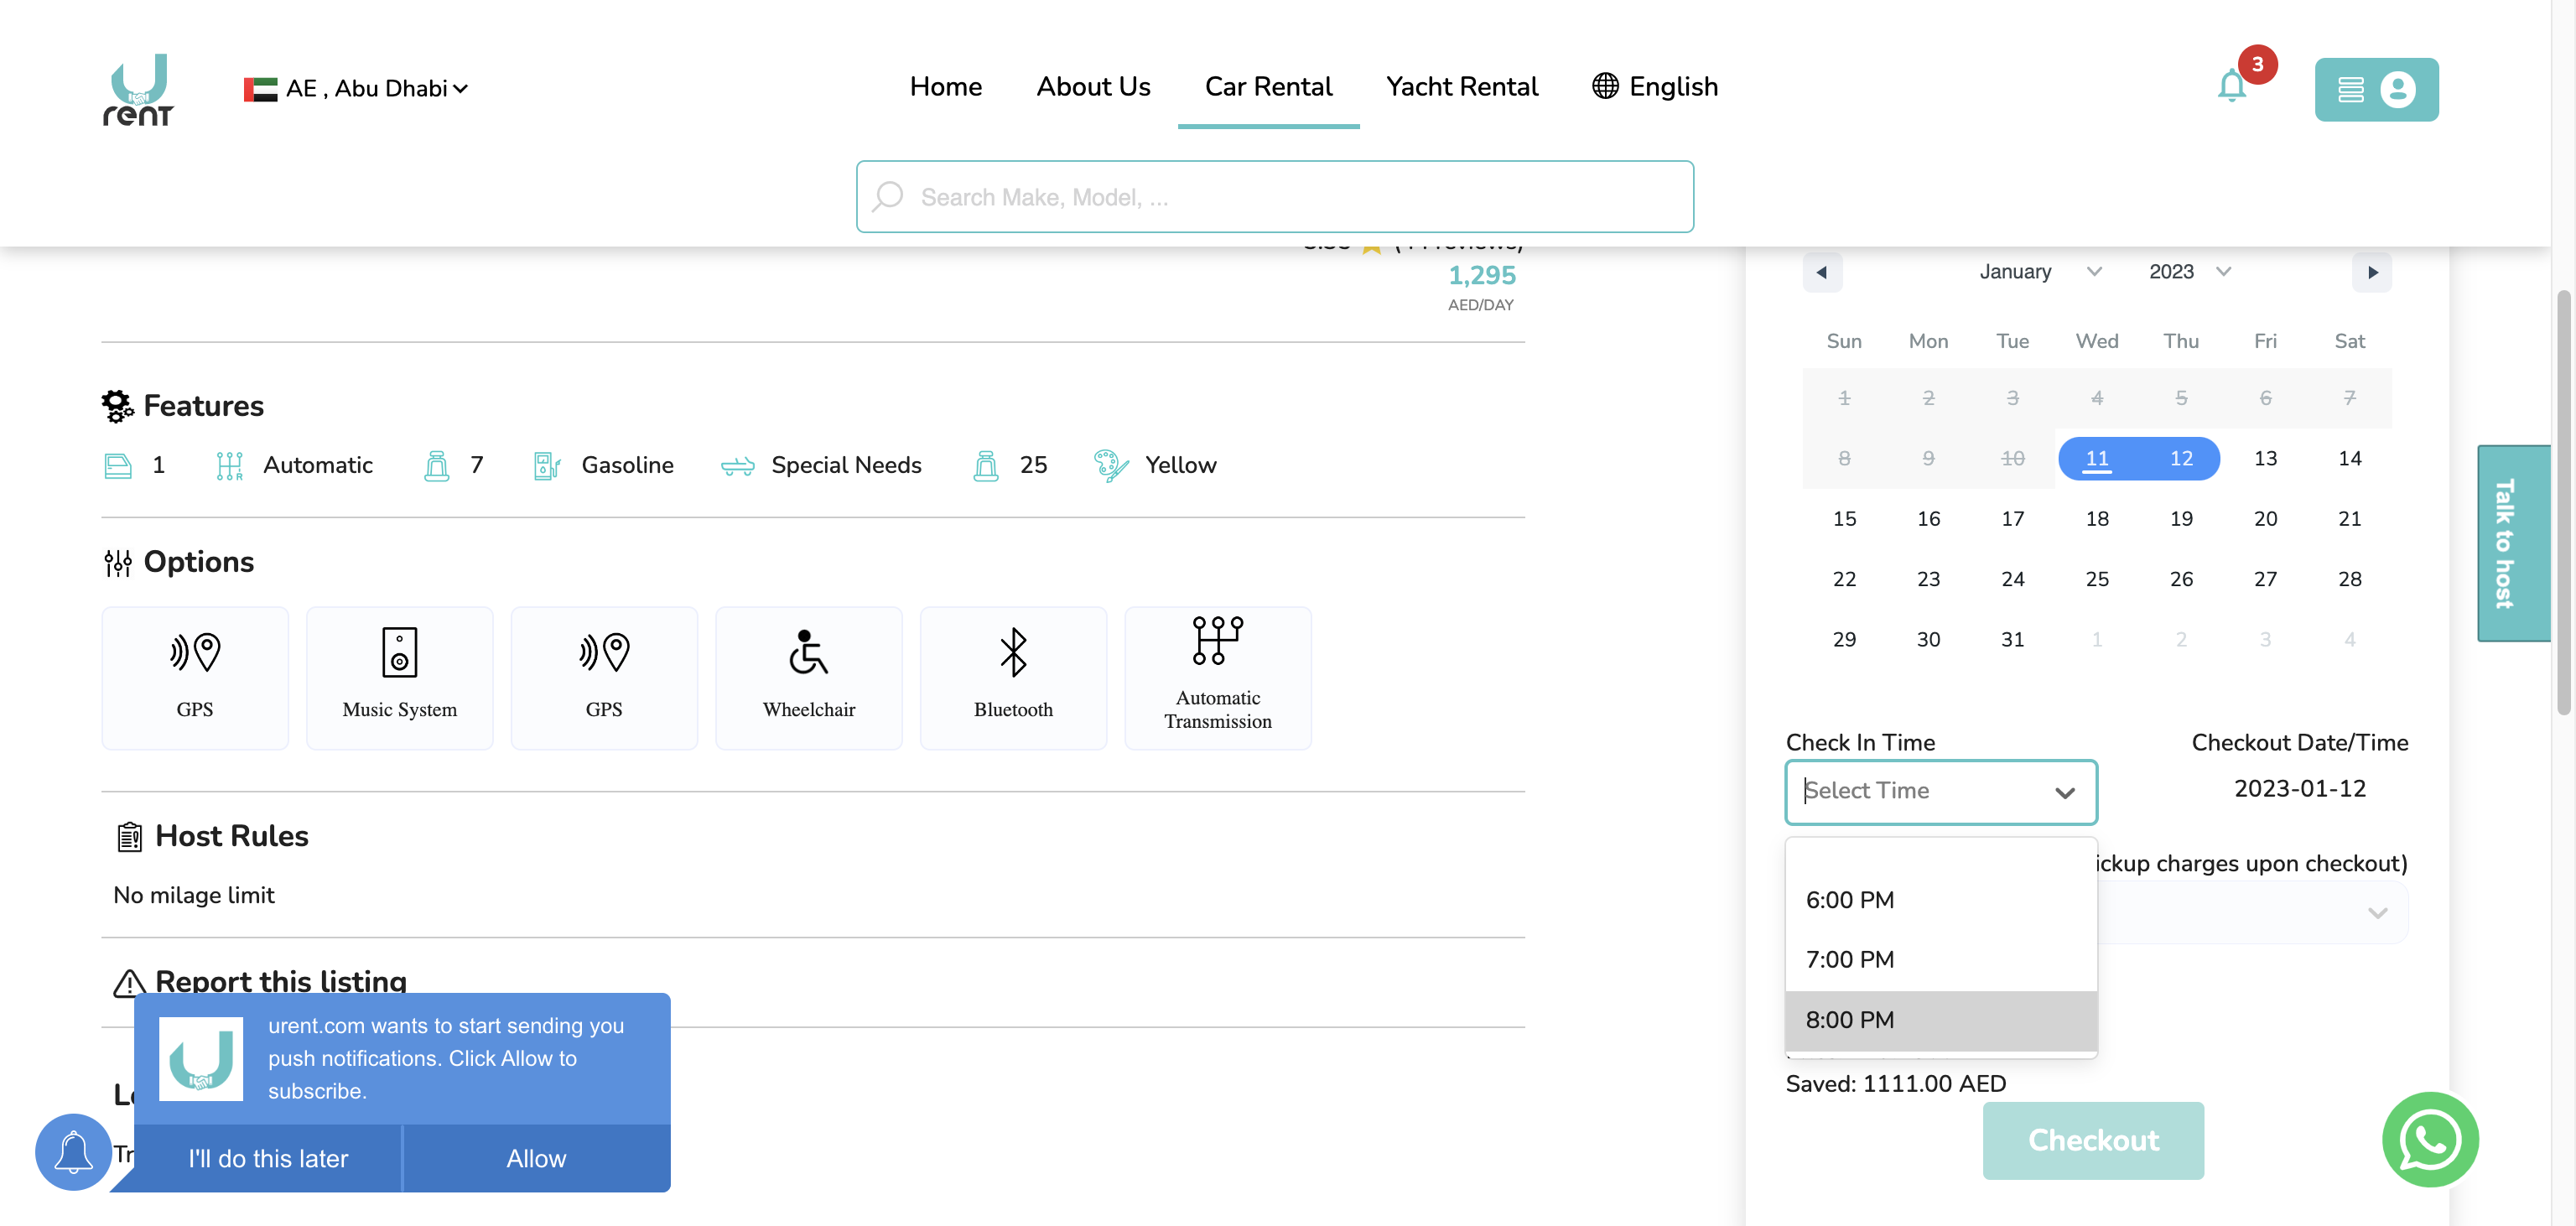 U
rent
AE , Abu Dhabi
Home
About Us
Car Rental
Yacht Rental
English
3
Search Make, Model, ...
1,295
AED/DAY
Features
1
Automatic
7
Gasoline
Special Needs
25
Yellow
Options
GPS
Music System
GPS
Wheelchair
Bluetooth
Automatic
Transmission
Host Rules
No milage limit
Report this listing
urent.com wants to start sending you
push notifications. Click Allow to
subscribe.
I'll do this later
Allow
January
2023
Sun Mon Tue Wed Thu Fri Sat
1 2 3 4 5 6 7
8 9 10 11 12 13 14
15 16 17 18 19 20 21
22 23 24 25 26 27 28
29 30 31 1 2 3 4
Check In Time
Checkout Date/Time
Select Time
2023-01-12
ickup charges upon checkout)
6:00 PM
7:00 PM
8:00 PM
Saved: 1111.00 AED
Checkout
Talk to host